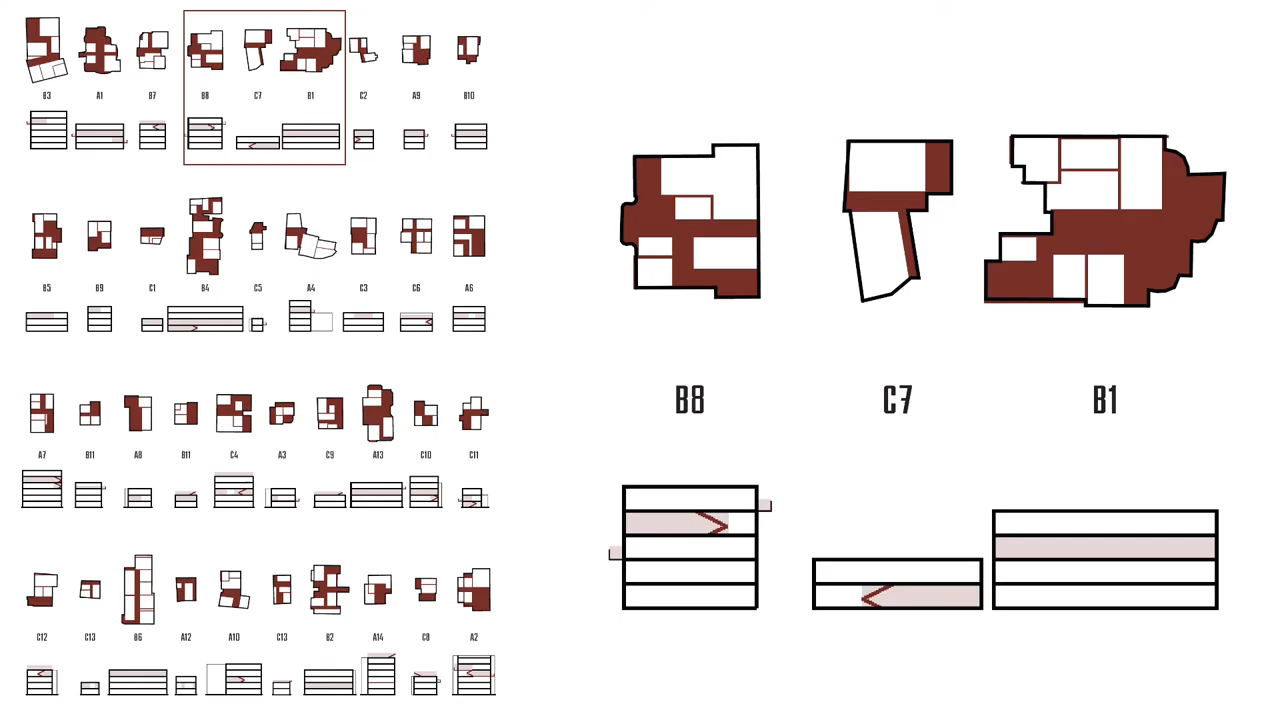 B3 A1 B7 B8 C7 B1 C2 A9 B10
B5 B9 C1 B4 C5 A4 C3 C6 A6
A7 B11 A8 B11 C4 A3 C9 A13 C10 C11
C12 C13 B6 A12 A10 C13 B2 A14 C8 A2
B8 C7 B1